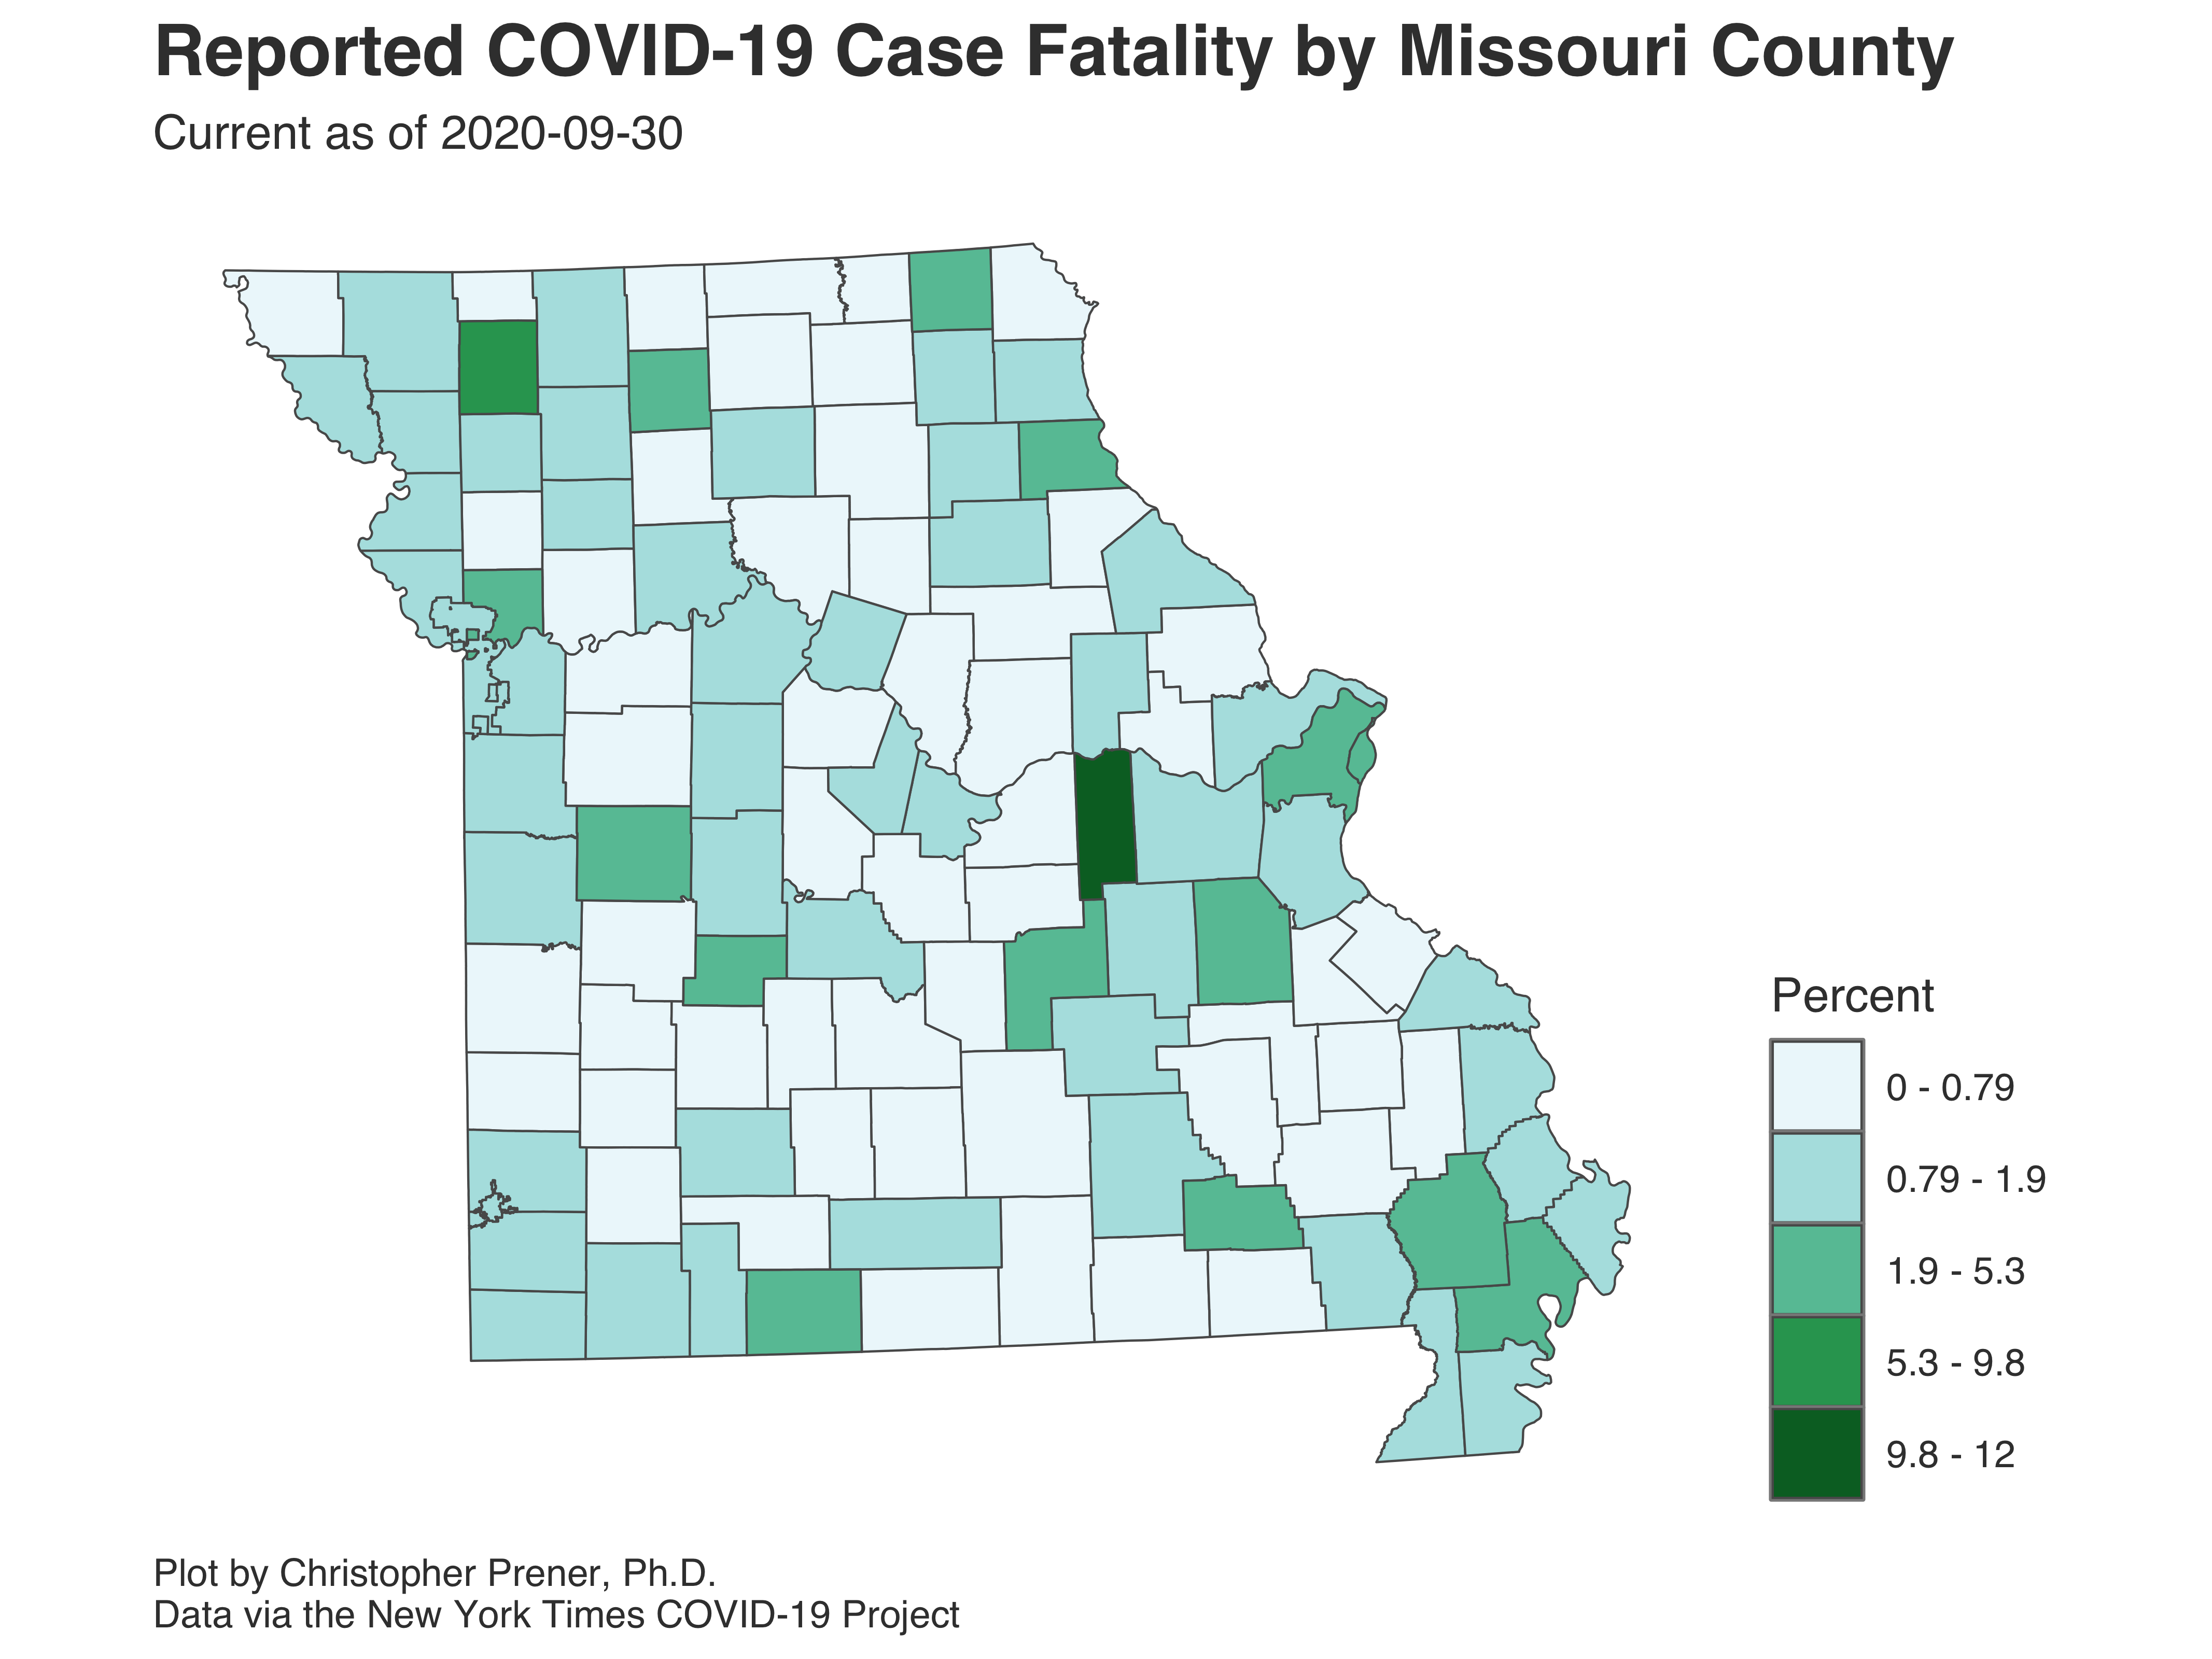 Reported COVID-19 Case Fatality by Missouri County
Current as of 2020-09-30
Percent
0 - 0.79
0.79 - 1.9
1.9 - 5.3
5.3 - 9.8
9.8 - 12
Plot by Christopher Prener, Ph.D.
Data via the New York Times COVID-19 Project